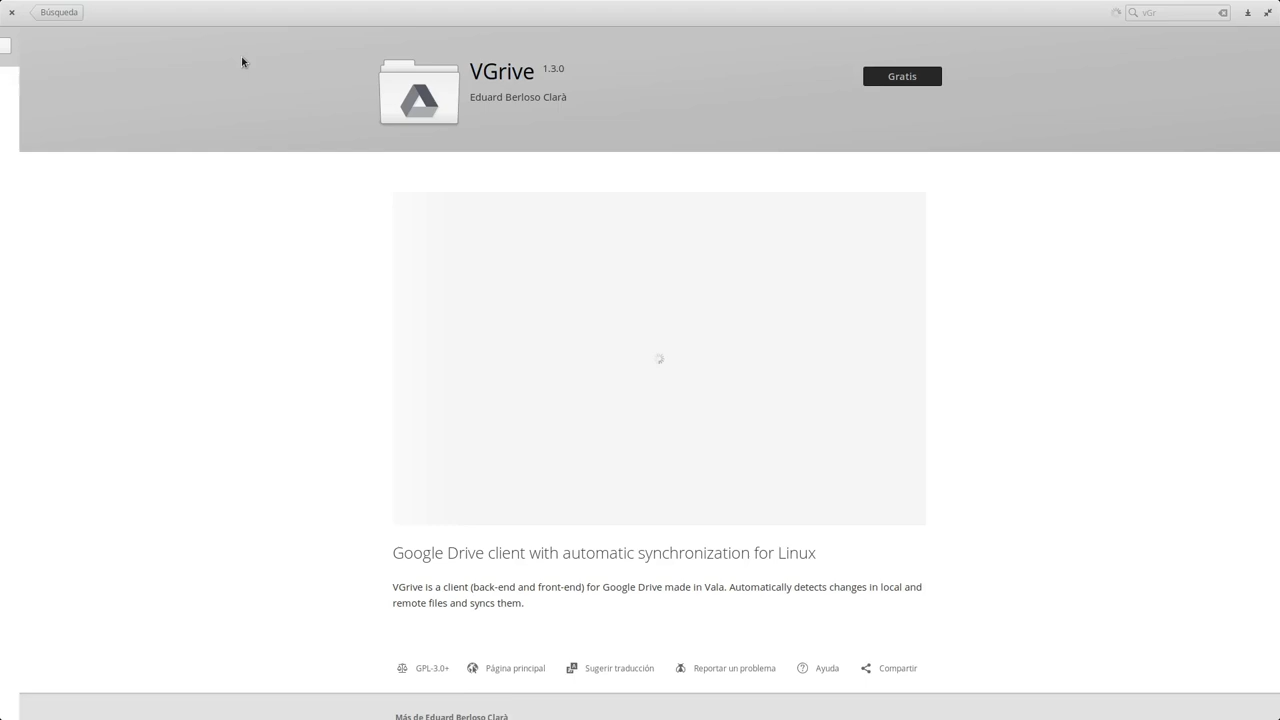 Búsqueda
vGr
VGrive 1.3.0
Gratis
Eduard Berloso Clarà
Google Drive client with automatic synchronization for Linux
VGrive is a client (back-end and front-end) for Google Drive made in Vala. Automatically detects changes in local and
remote files and syncs them.
GPL-3.0+ Página principal Sugerir traducción Reportar un problema Ayuda Compartir
Más de Eduard Berloso Clarà